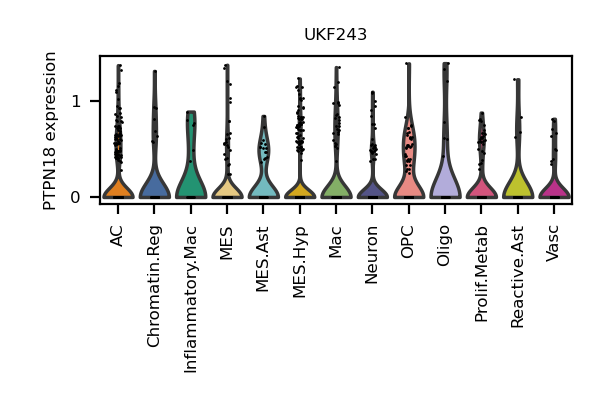 UKF243
PTPN18 expression
1
0
AC
Chromatin.Reg
Inflammatory.Mac
MES
MES.Ast
MES.Hyp
Mac
Neuron
OPC
Oligo
Prolif.Metab
Reactive.Ast
Vasc